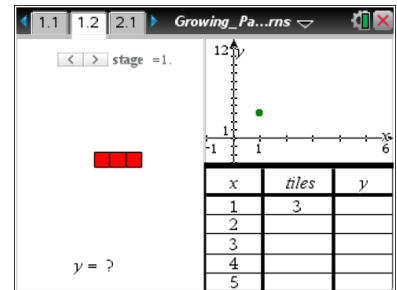 1.1 1.2 2.1 Growing_Pa...rns
< > stage =1.
y = ?
12 y
1
-1 1 x 6
x tiles y
1 3
2
3
4
5